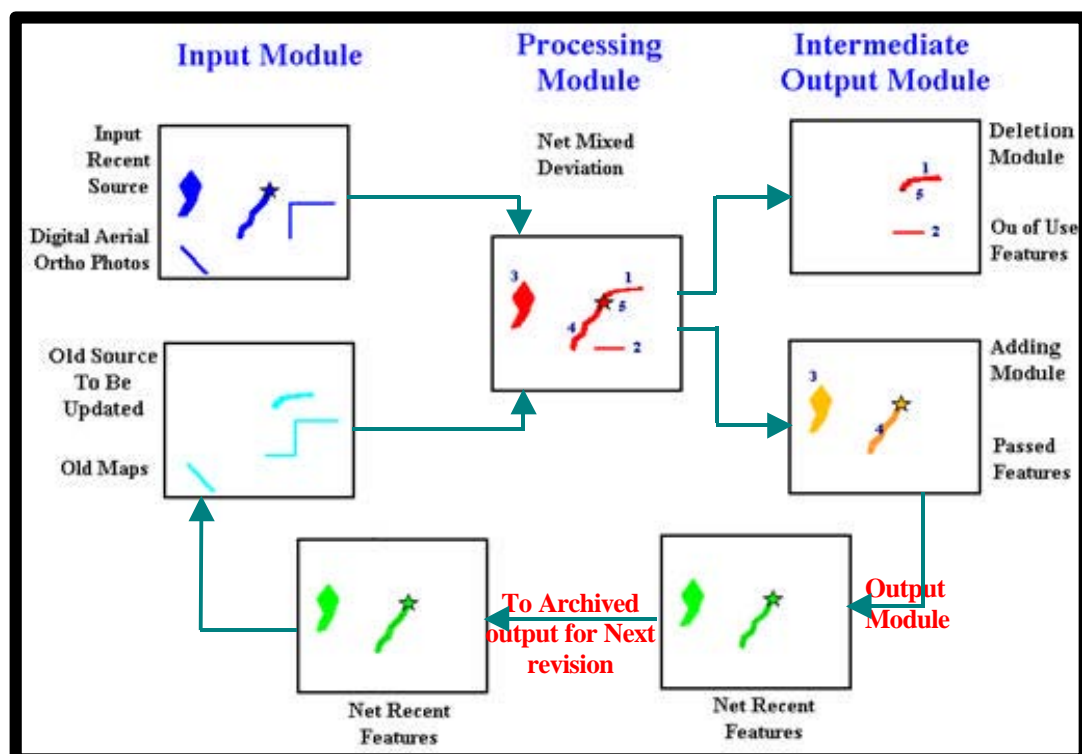 Input Module
Processing
Module
Intermediate
Output Module
Input
Recent
Source
Digital Aerial
Ortho Photos
Net Mixed
Deviation
1
5
2
Deletion
Module
Ou of Use
Features
3
1
5
4
2
Old Source
To Be
Updated
Old Maps
3
4
Adding
Module
Passed
Features
To Archived
output for Next
revision
Output
Module
Net Recent
Features
Net Recent
Features